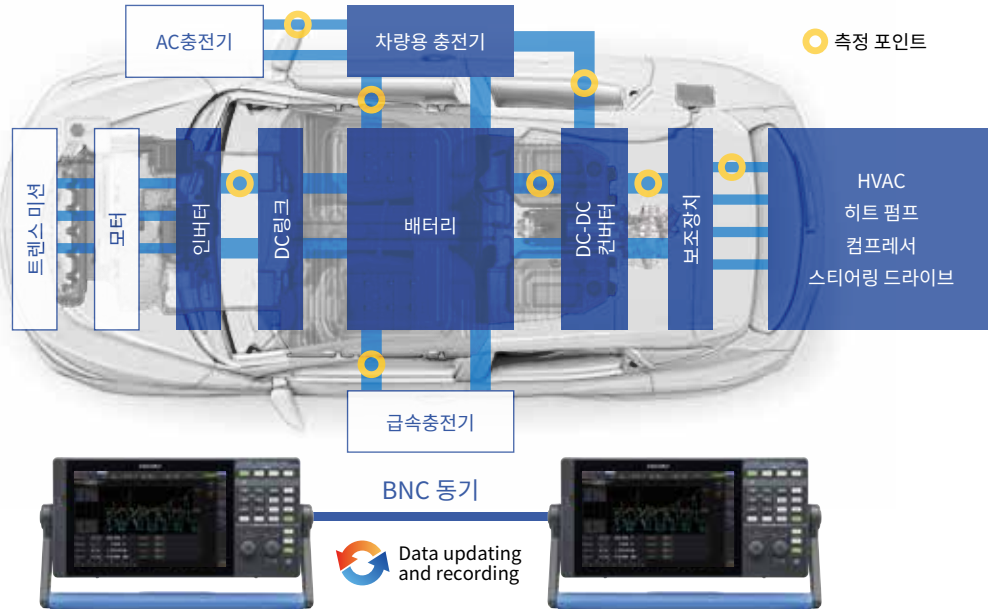 AC충전기
차량용 충전기
측정 포인트
트렌스 미션
모터
인버터
DC링크
배터리
DC-DC
컨버터
보조장치
HVAC
히트 펌프
컴프레서
스티어링 드라이브
급속충전기
BNC 동기
Data updating
and recording